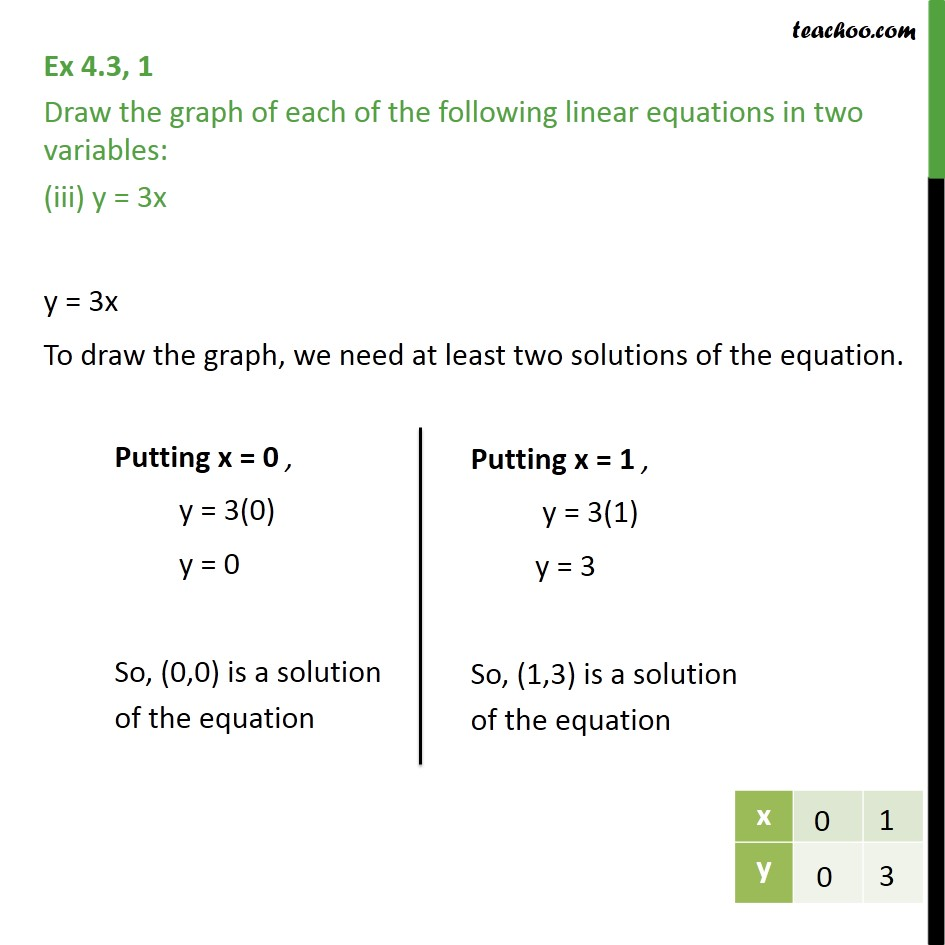 teachoo.com
Ex 4.3, 1
Draw the graph of each of the following linear equations in two
variables:
(iii) y = 3x
y = 3x
To draw the graph, we need at least two solutions of the equation.
Putting x = 0 ,
y = 3(0)
y = 0
So, (0,0) is a solution
of the equation
Putting x = 1 ,
y = 3(1)
y = 3
So, (1,3) is a solution
of the equation
x 0 1
y 0 3